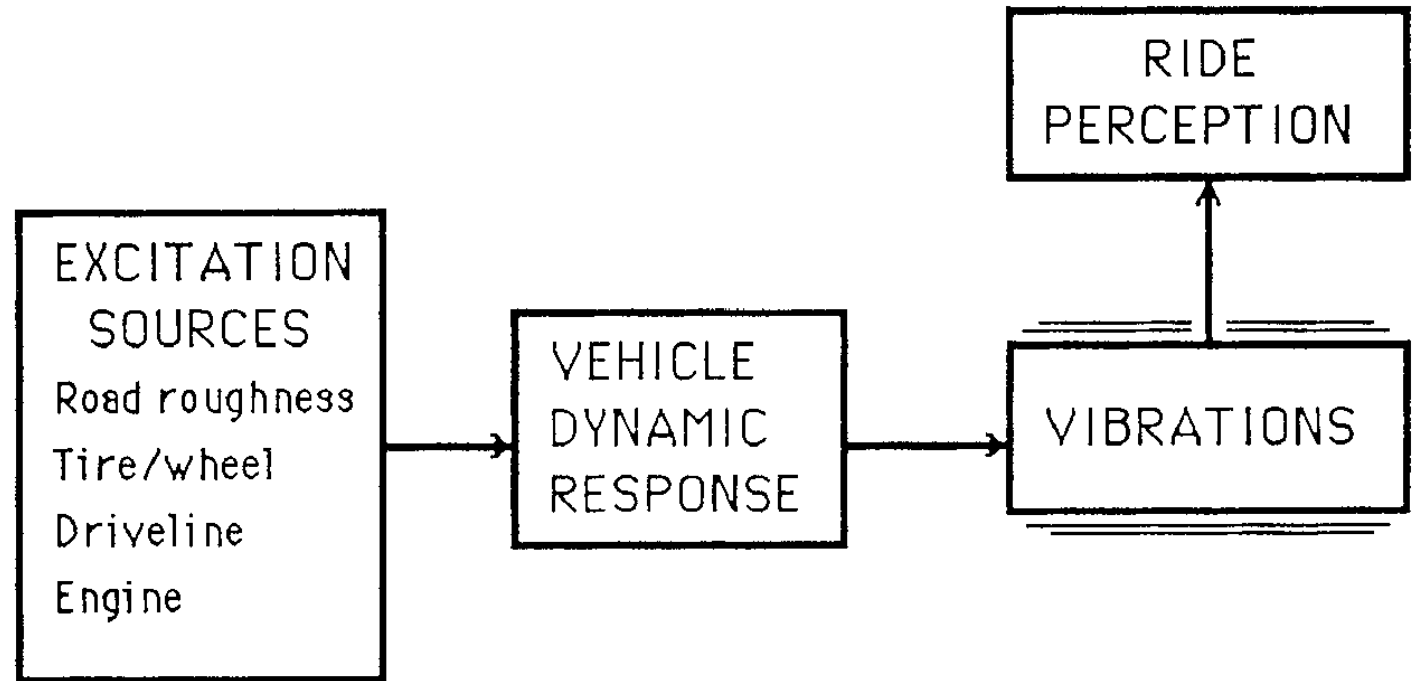 EXCITATION
SOURCES
Road roughness
Tire/wheel
Driveline
Engine
VEHICLE
DYNAMIC
RESPONSE
VIBRATIONS
RIDE
PERCEPTION